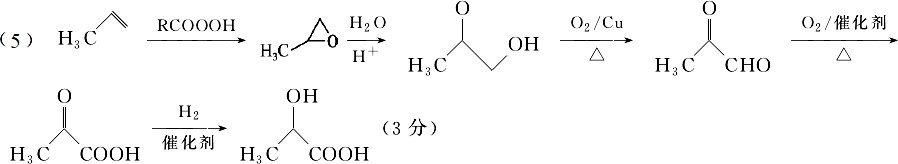 (5) H₃C RCOOOH H₃C O H₂O H⁺ O OH H₃C O₂/Cu △ O H₃C CHO O₂/催化剂 △
O H₃C COOH H₂ 催化剂 OH H₃C COOH (3 分)